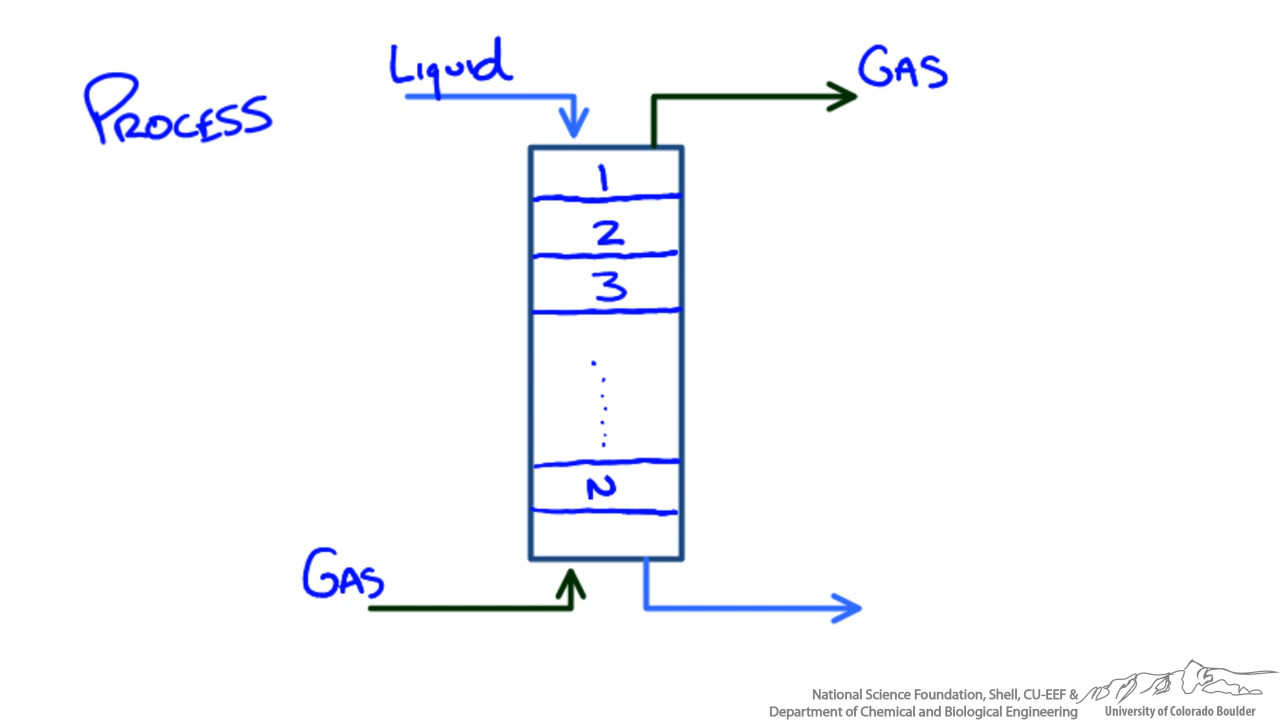 Liquid
GAS
PROCESS
1
2
3
N
GAS
National Science Foundation, Shell, CU-EEF &
Department of Chemical and Biological Engineering
University of Colorado Boulder